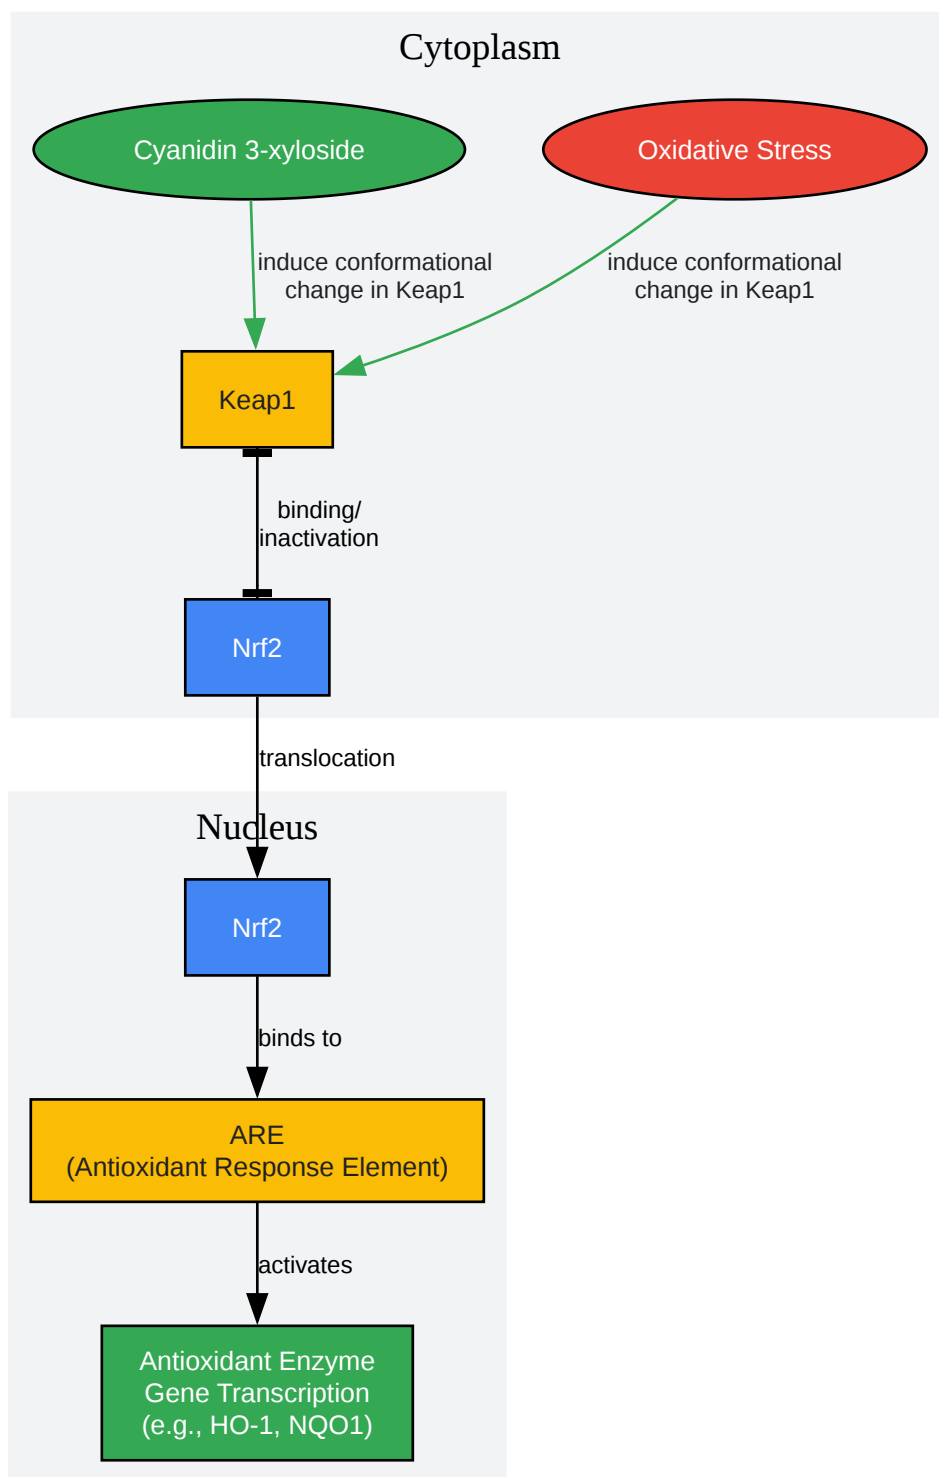 Cytoplasm
Cyanidin 3-xyloside
Oxidative Stress
induce conformational
change in Keap1
induce conformational
change in Keap1
Keap1
binding/
inactivation
Nrf2
translocation
Nucleus
Nrf2
binds to
ARE
(Antioxidant Response Element)
activates
Antioxidant Enzyme
Gene Transcription
(e.g., HO-1, NQO1)